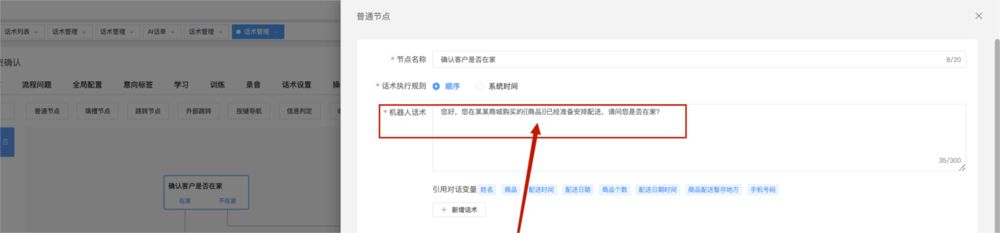 普通节点
话术列表 × 话术管理 × 话术管理 × AI话单 × 话术管理 × 话术管理 ×
货确认
流程问题 全局配置 意向标签 学习 训练 录音 话术设置
普通节点 填槽节点 跳转节点 外部跳转 按键导航 信息判定
确认客户是否在家
在家 不在家
* 节点名称 确认客户是否在家 8/20
* 话术执行规则 顺序 系统时间
* 机器人话术 您好，您在某某商城购买的{{商品}}已经准备安排配送，请问您是否在家？
35/300
引用对话变量 姓名 商品 配送时间 配送日期 商品个数 配送日期时间 商品配送暂存地方 手机号码
+ 新增话术